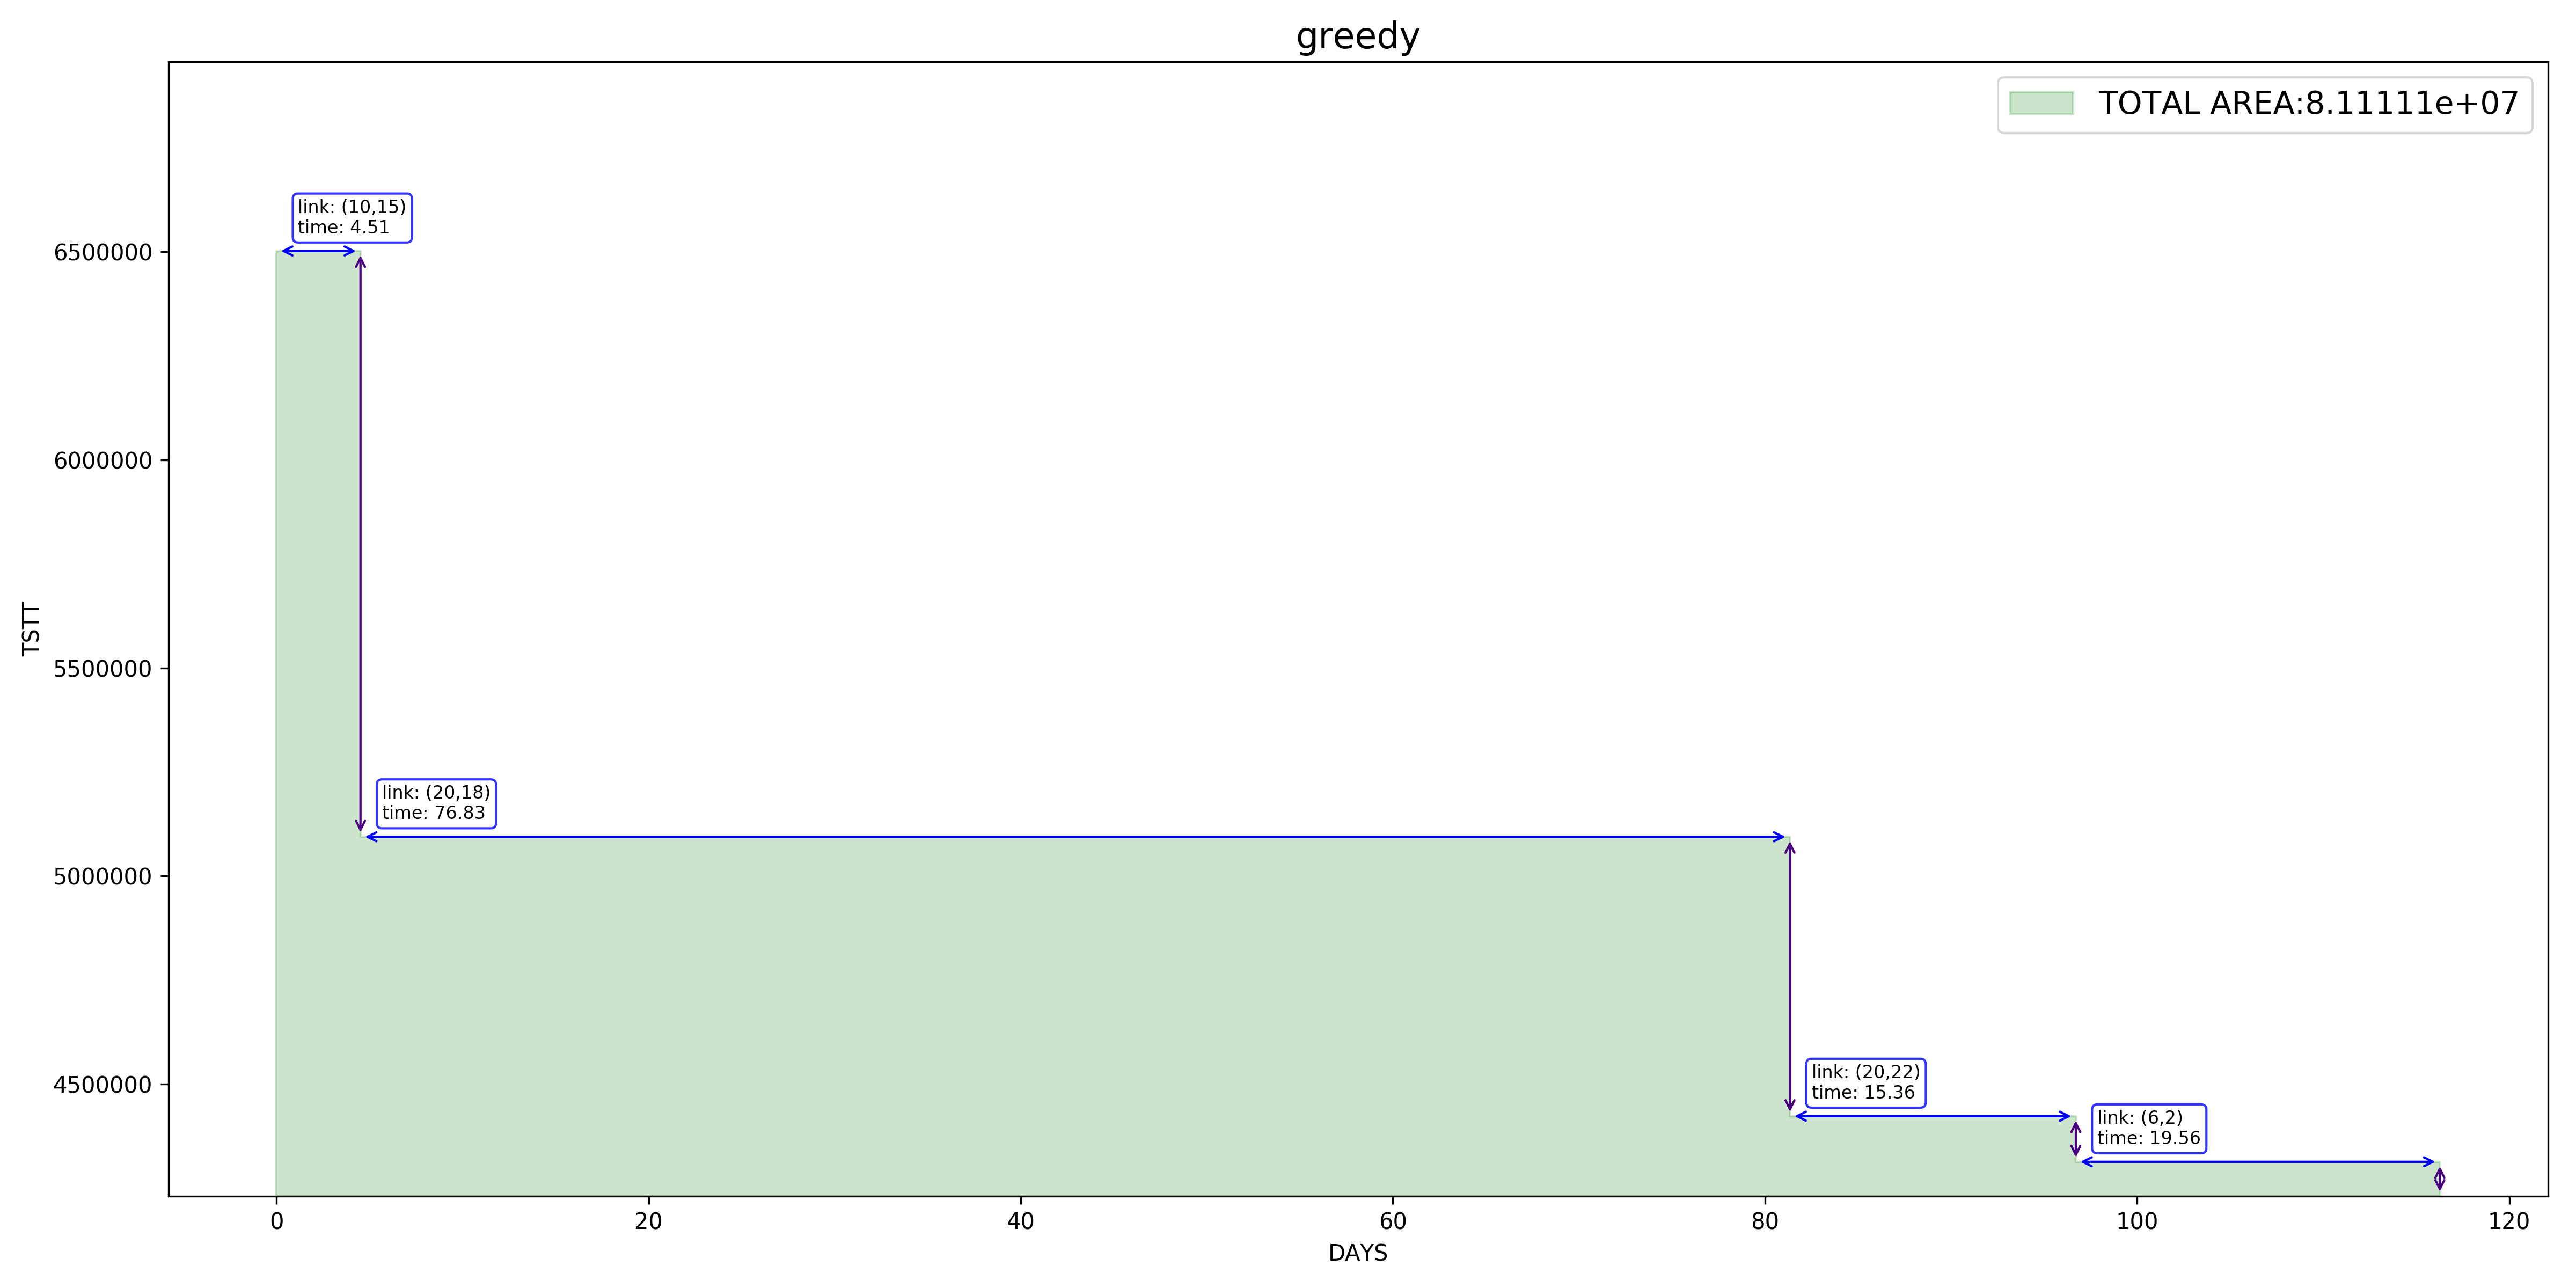 greedy
TOTAL AREA:8.11111e+07
link: (10,15)
time: 4.51
6500000
6000000
TSTT
5500000
link: (20,18)
time: 76.83
5000000
link: (20,22)
time: 15.36
4500000
link: (6,2)
time: 19.56
0 20 40 60 80 100 120
DAYS